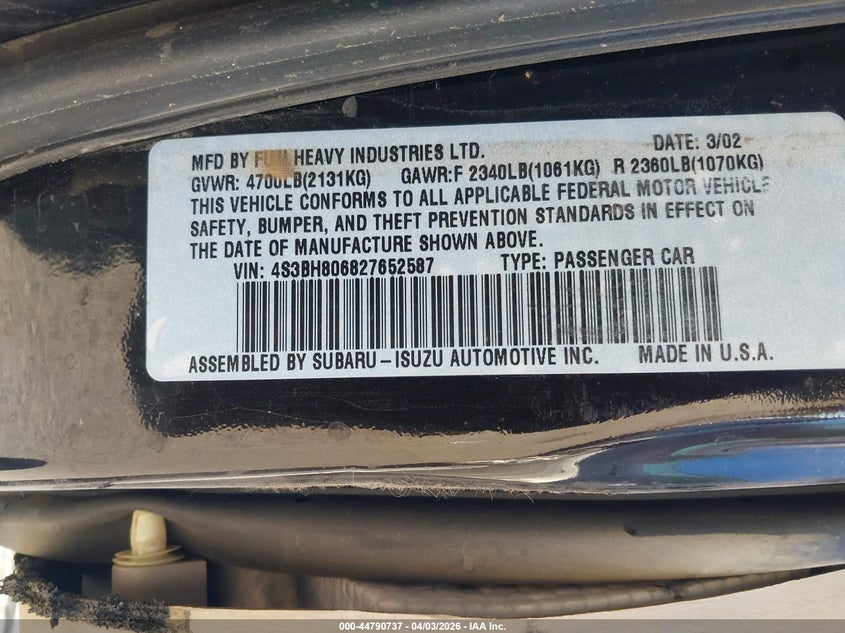 MFD BY HEAVY INDUSTRIES LTD. DATE: 3/02
GVWR: 4700LB(2131KG) GAWR:F 2340LB(1061KG) R 2360LB(1070KG)
THIS VEHICLE CONFORMS TO ALL APPLICABLE FEDERAL MOTOR VEHICLE
SAFETY, BUMPER, AND THEFT PREVENTION STANDARDS IN EFFECT ON
THE DATE OF MANUFACTURE SHOWN ABOVE.
VIN: 4S3BH806827652587 TYPE: PASSENGER CAR
ASSEMBLED BY SUBARU-ISUZU AUTOMOTIVE INC. MADE IN U.S.A.
000-44790737 - 04/03/2026 - IAA Inc.